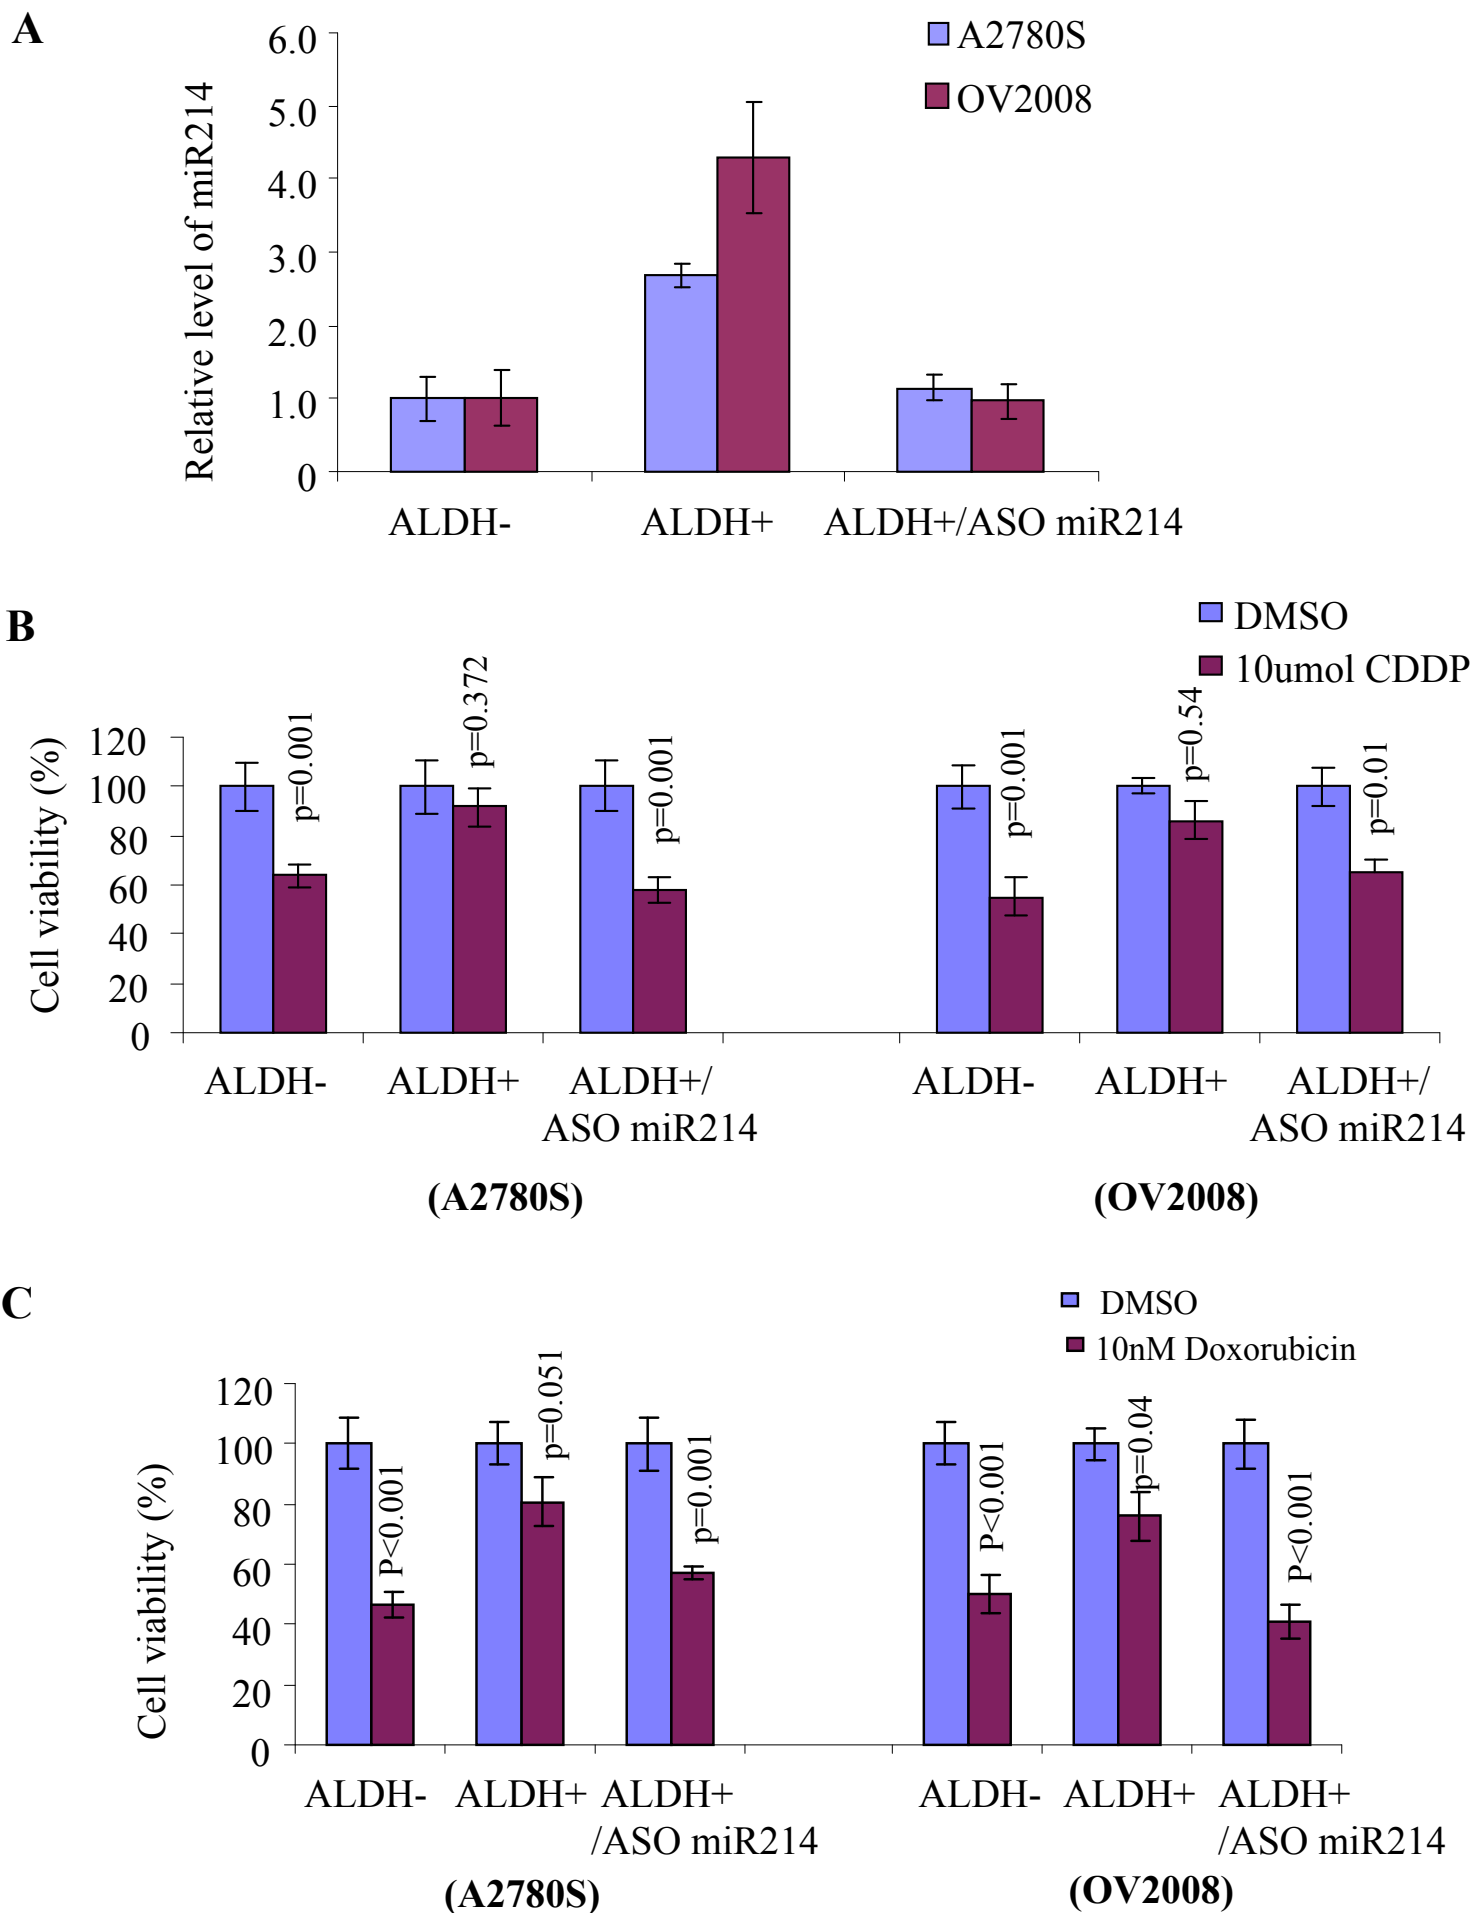 A
A2780S
OV2008
Relative level of miR214
6.0
5.0
4.0
3.0
2.0
1.0
0
ALDH-
ALDH+
ALDH+/ASO miR214
B
DMSO
10umol CDDP
Cell viability (%)
120
100
80
60
40
20
0
p=0.001
p=0.372
p=0.001
p=0.001
p=0.54
p=0.01
ALDH-
ALDH+
ALDH+/
ASO miR214
ALDH-
ALDH+
ALDH+/
ASO miR214
(A2780S)
(OV2008)
C
DMSO
10nM Doxorubicin
Cell viability (%)
120
100
80
60
40
20
0
P<0.001
p=0.051
p=0.001
P<0.001
p=0.04
P<0.001
ALDH-
ALDH+
ALDH+
/ASO miR214
ALDH-
ALDH+
ALDH+
/ASO miR214
(A2780S)
(OV2008)